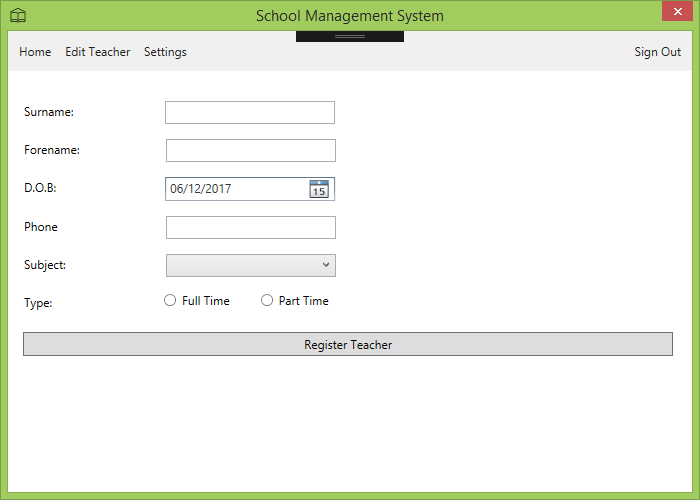 School Management System
Home Edit Teacher Settings Sign Out
Surname:
Forename:
D.O.B: 06/12/2017 15
Phone
Subject:
Type: Full Time Part Time
Register Teacher